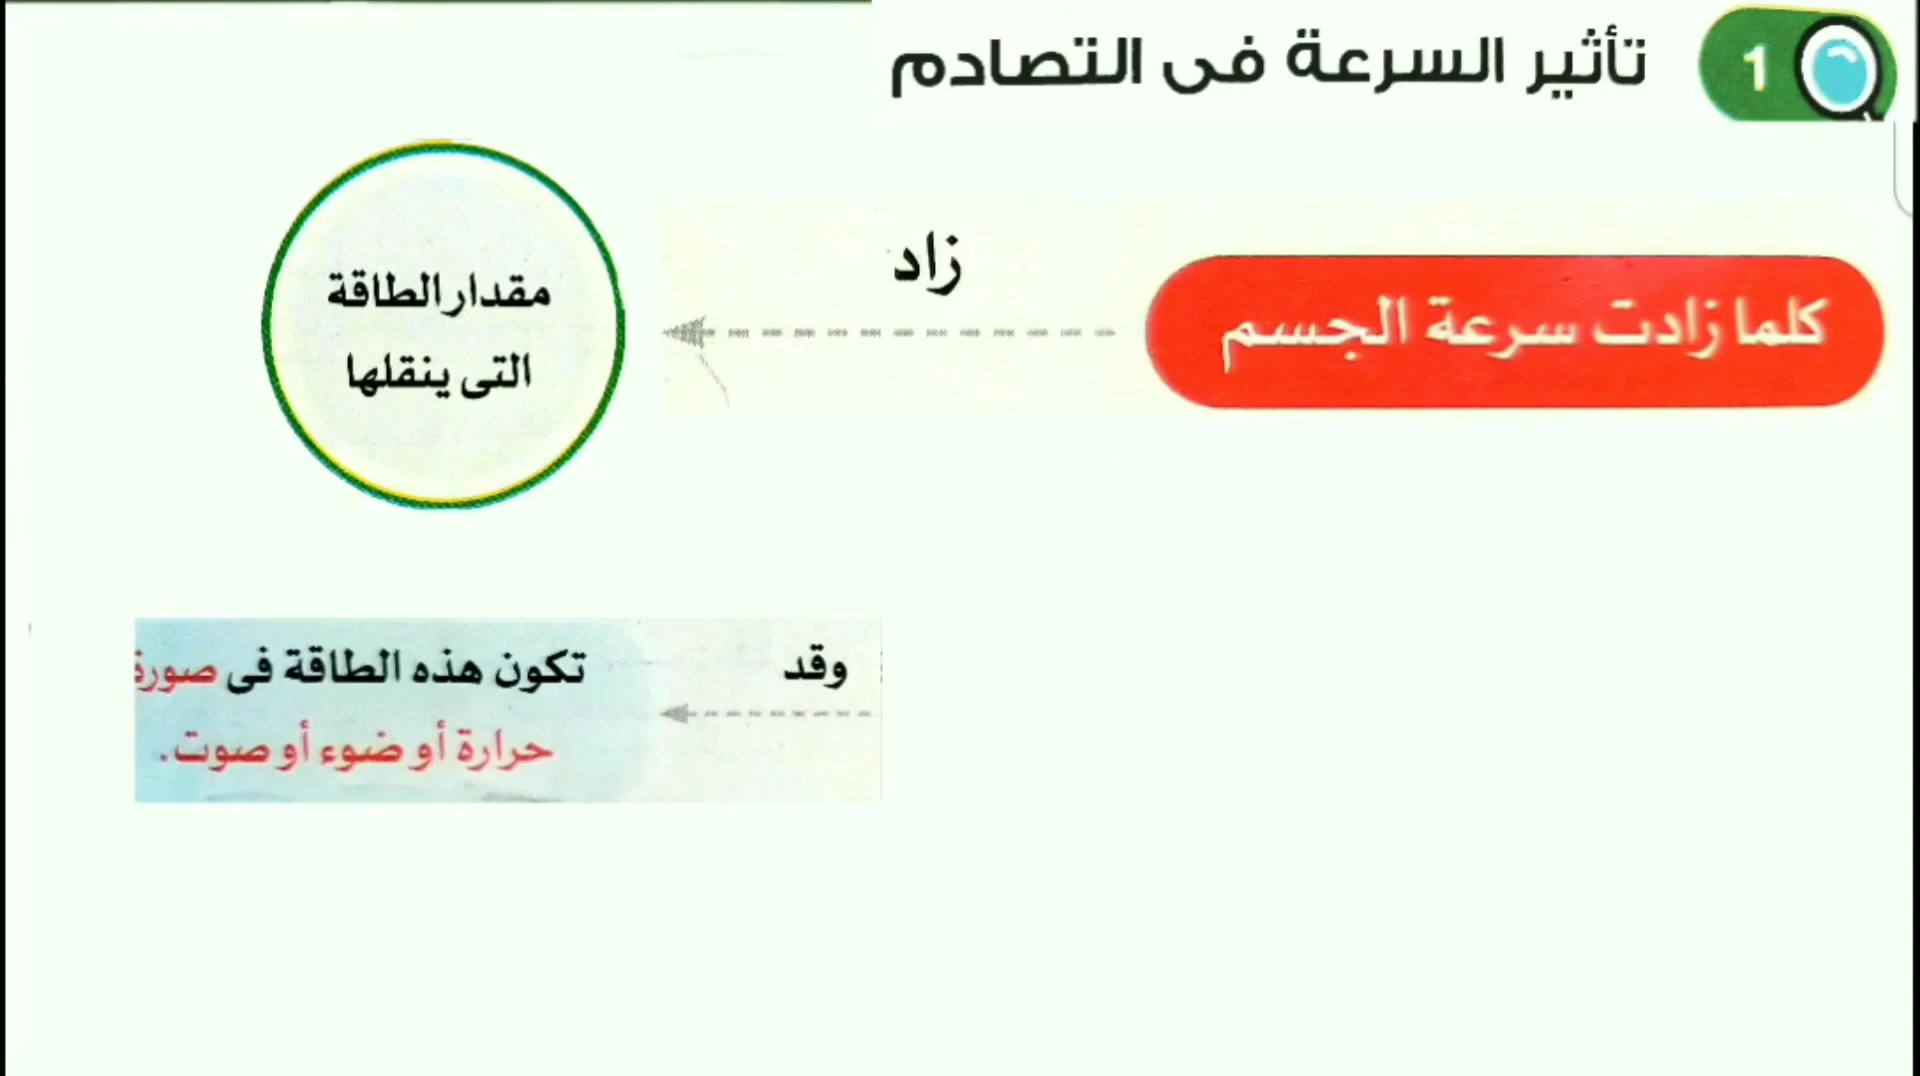 1 تأثير السرعة فى التصادم
كلما زادت سرعة الجسم
زاد
مقدار الطاقة
التى ينقلها
وقد
تكون هذه الطاقة فى صورة
حرارة أو ضوء أو صوت.